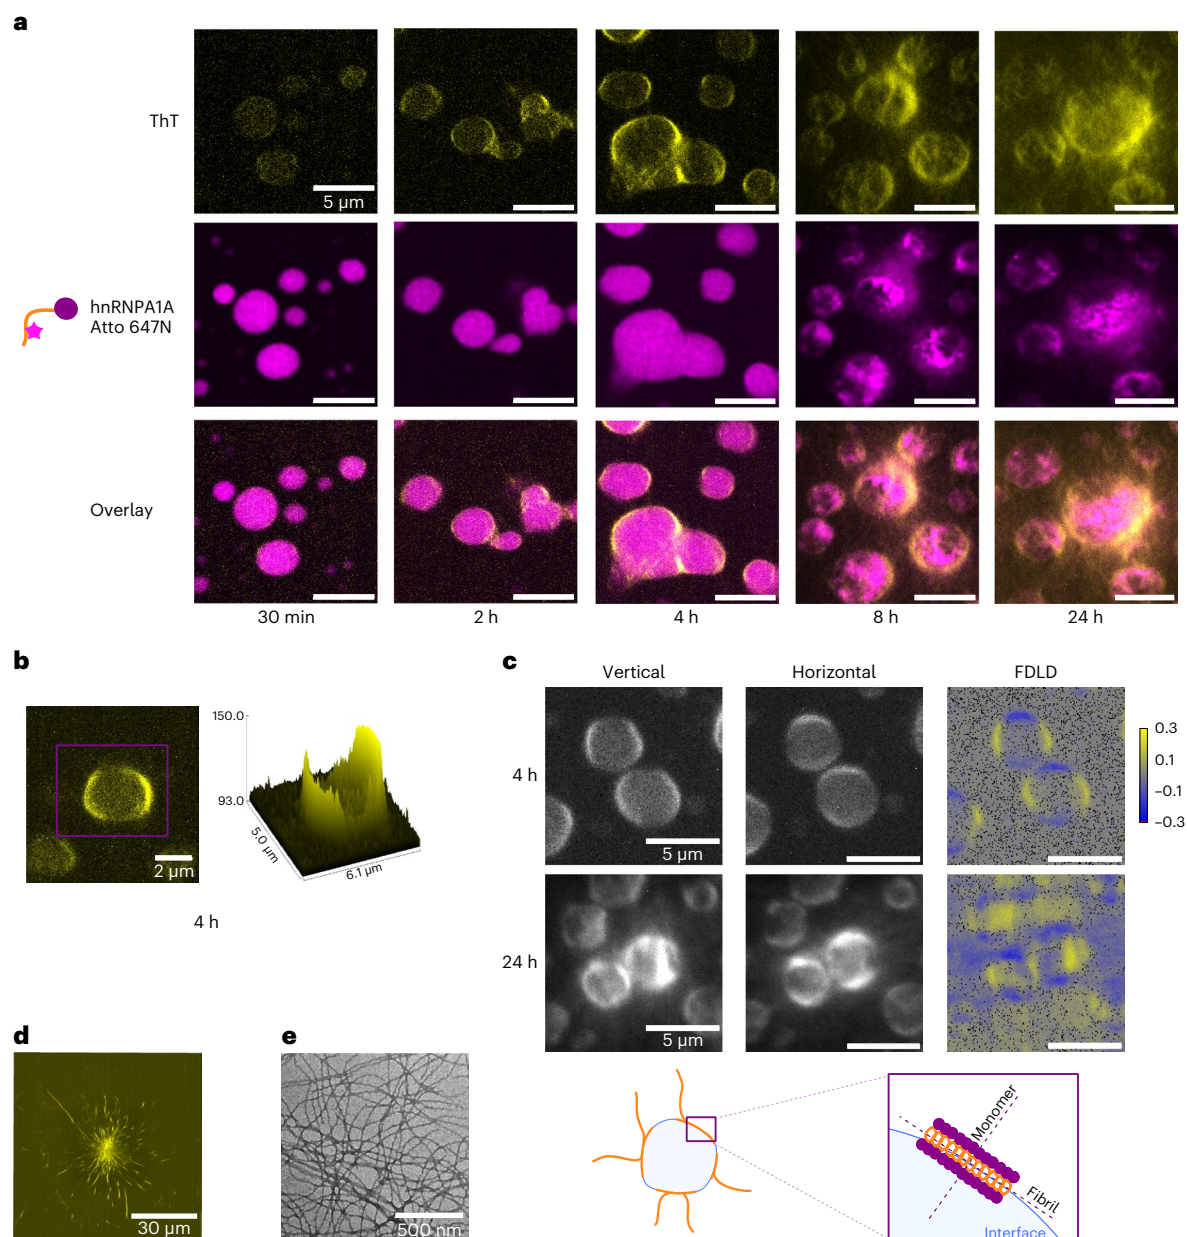 a
ThT
5 µm
hnRNPA1A
Atto 647N
Overlay
30 min
2 h
4 h
8 h
24 h
b
150.0
93.0
5.0 µm
6.1 µm
2 µm
4 h
c
Vertical
Horizontal
FDLD
4 h
5 µm
0.3
0.1
–0.1
–0.3
24 h
5 µm
d
30 µm
e
500 nm
Monomer
Fibril
Interface